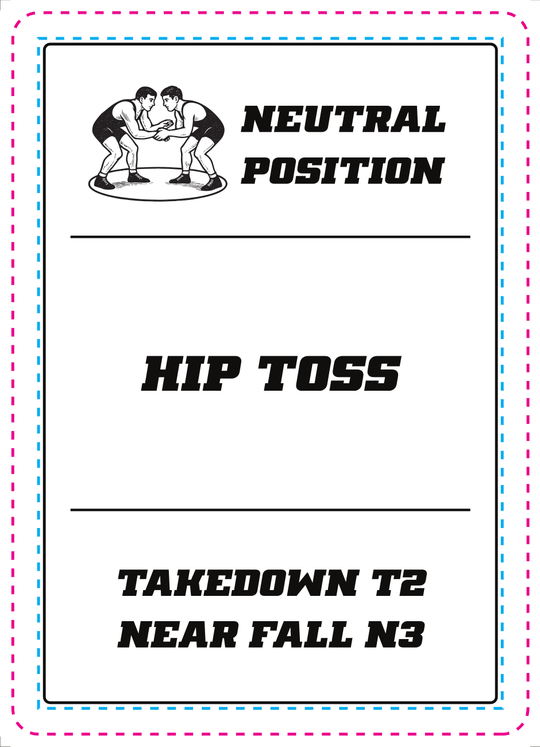 NEUTRAL
POSITION
HIP TOSS
TAKEDOWN T2
NEAR FALL N3